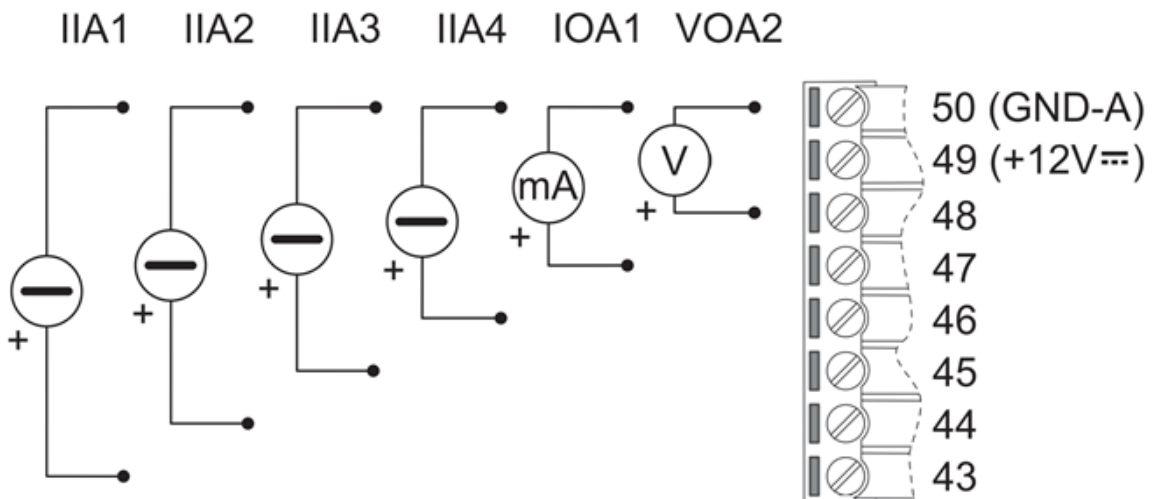 IIA1 IIA2 IIA3 IIA4 IOA1 VOA2
50 (GND-A)
49 (+12V⎓)
48
47
46
45
44
43
mA
V
+
+
+
+
+
+